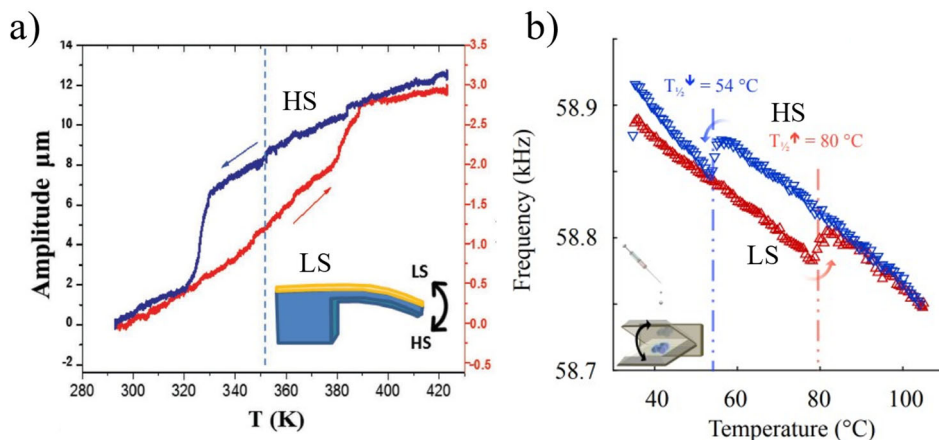 a)
Amplitude µm
14
12
10
8
6
4
2
0
-2
HS
LS
LS
HS
3.5
3.0
2.5
2.0
1.5
1.0
0.5
0.0
-0.5
280 300 320 340 360 380 400 420
T (K)
b)
Frequency (kHz)
58.9
58.8
58.7
T½↓ = 54 °C
HS
T½↑ = 80 °C
LS
40 60 80 100
Temperature (°C)